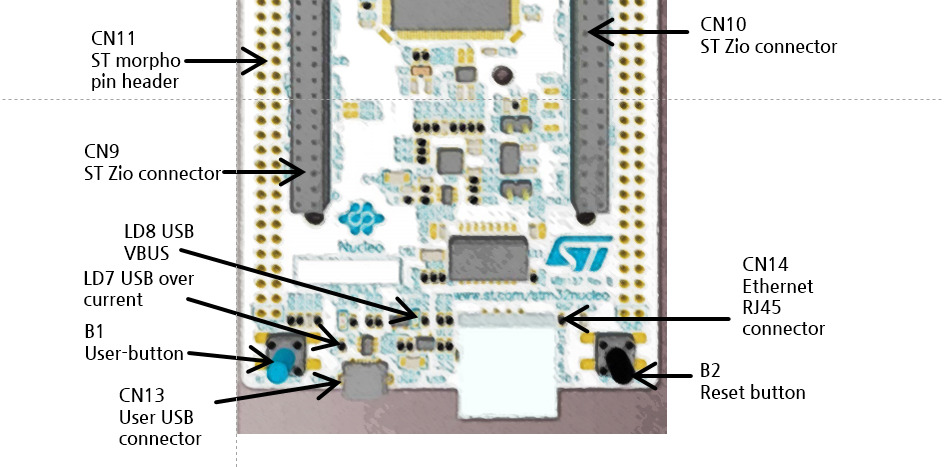 CN11
ST morpho
pin header
CN10
ST Zio connector
CN9
ST Zio connector
LD8 USB
VBUS
LD7 USB over
current
B1
User-button
CN13
User USB
connector
Nucleo
ST
www.st.com/stm32nucleo
CN14
Ethernet
RJ45
connector
B2
Reset button